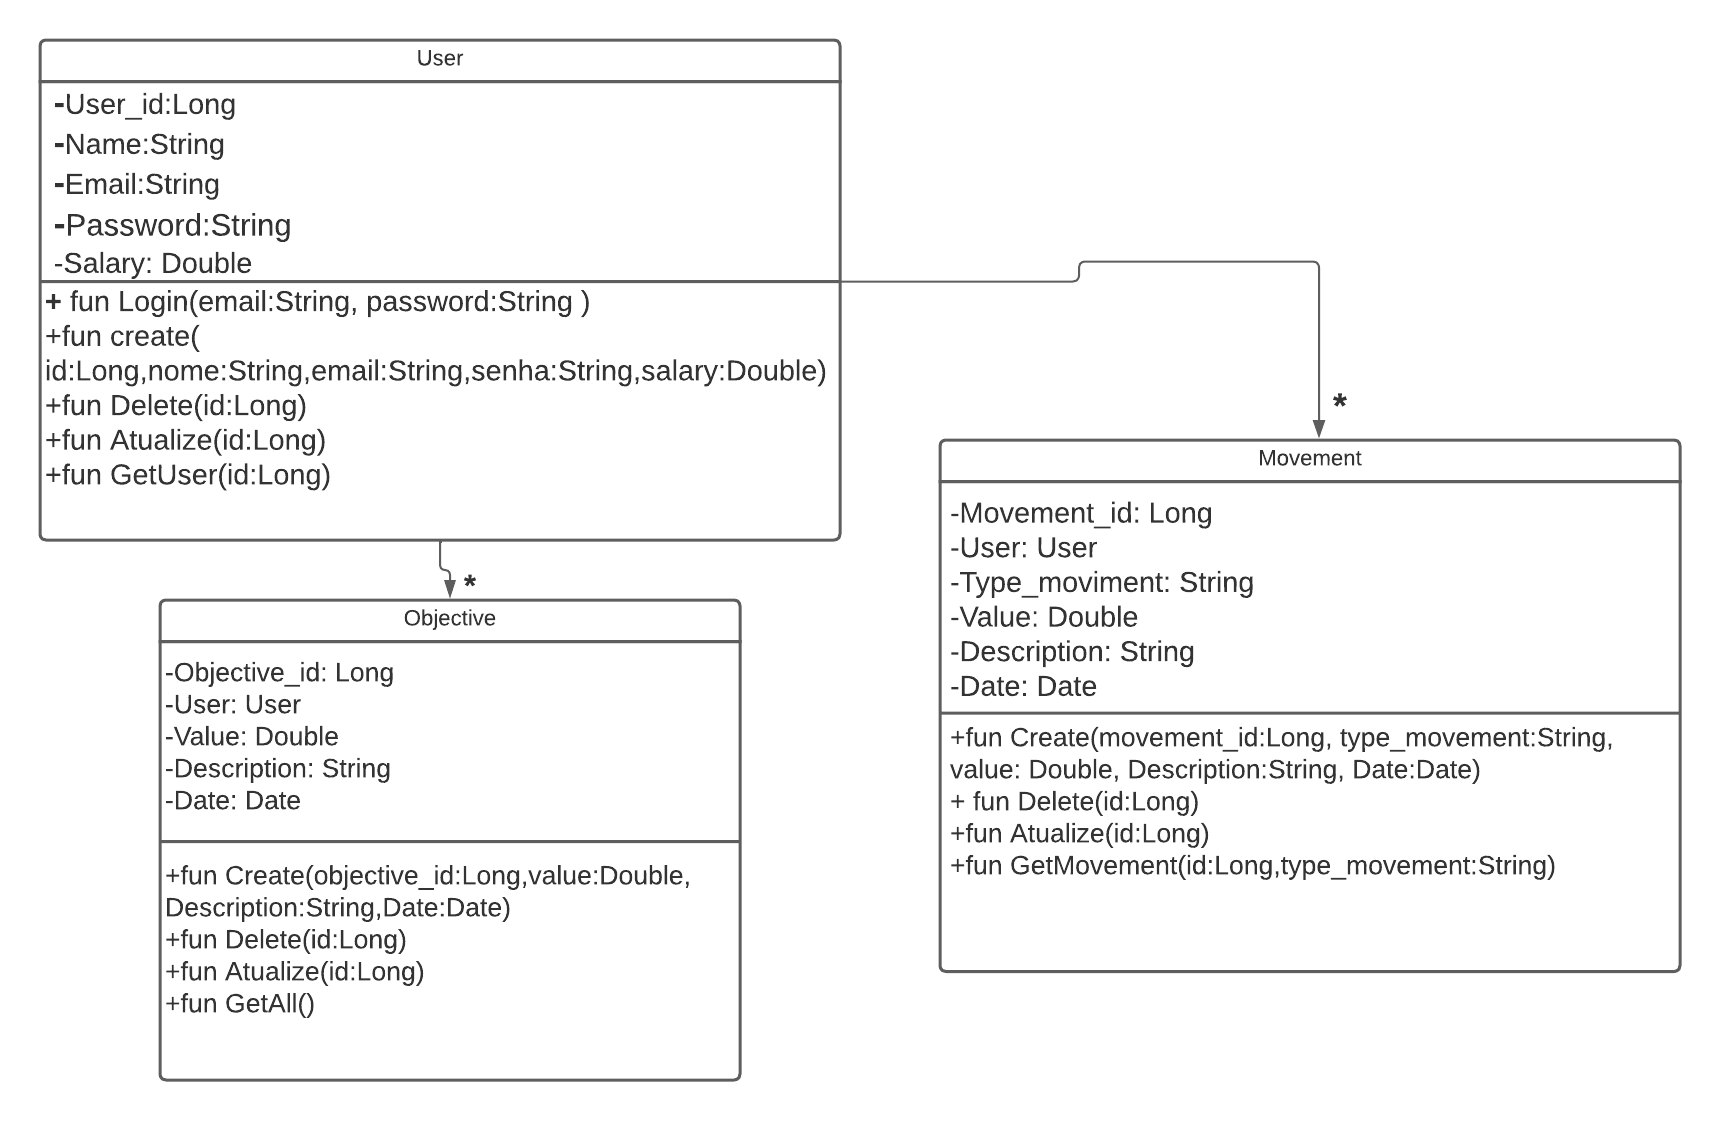 User
-User_id:Long
-Name:String
-Email:String
-Password:String
-Salary: Double
+ fun Login(email:String, password:String )
+fun create(
id:Long,nome:String,email:String,senha:String,salary:Double)
+fun Delete(id:Long)
+fun Atualize(id:Long)
+fun GetUser(id:Long)
*
Objective
-Objective_id: Long
-User: User
-Value: Double
-Description: String
-Date: Date
+fun Create(objective_id:Long,value:Double,
Description:String,Date:Date)
+fun Delete(id:Long)
+fun Atualize(id:Long)
+fun GetAll()
*
Movement
-Movement_id: Long
-User: User
-Type_moviment: String
-Value: Double
-Description: String
-Date: Date
+fun Create(movement_id:Long, type_movement:String,
value: Double, Description:String, Date:Date)
+ fun Delete(id:Long)
+fun Atualize(id:Long)
+fun GetMovement(id:Long,type_movement:String)